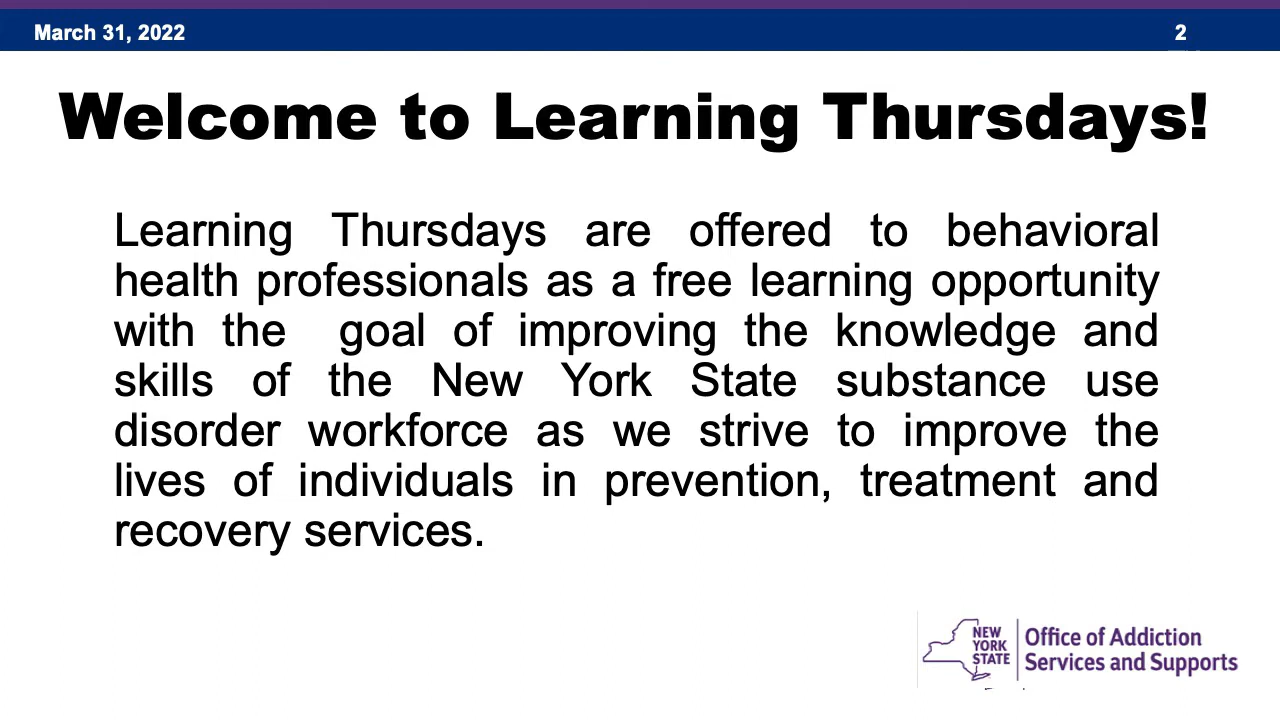 March 31, 2022
2
Welcome to Learning Thursdays!
Learning Thursdays are offered to behavioral
health professionals as a free learning opportunity
with the goal of improving the knowledge and
skills of the New York State substance use
disorder workforce as we strive to improve the
lives of individuals in prevention, treatment and
recovery services.
NEW
YORK
STATE
Office of Addiction
Services and Supports